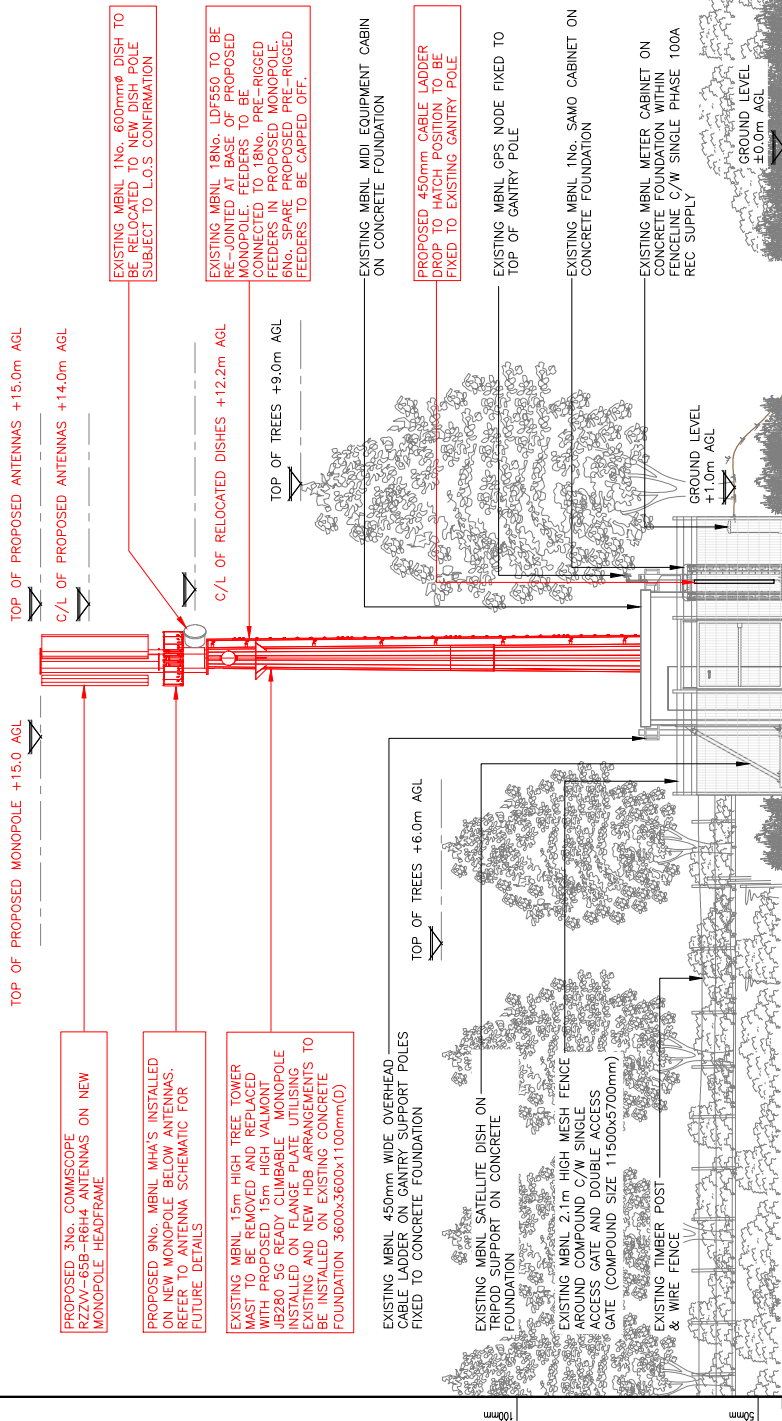 TOP OF PROPOSED MONOPOLE +15.0 AGL
TOP OF PROPOSED ANTENNAS +15.0m AGL
C/L OF PROPOSED ANTENNAS +14.0m AGL
C/L OF RELOCATED DISHES +12.2m AGL
TOP OF TREES +9.0m AGL
TOP OF TREES +6.0m AGL
PROPOSED 3No. COMMSCOPE
RZZVV-65B-R6H4 ANTENNAS ON NEW
MONOPOLE HEADFRAME
PROPOSED 9No. MBNL MHA'S INSTALLED
ON NEW MONOPOLE BELOW ANTENNAS.
REFER TO ANTENNA SCHEMATIC FOR
FUTURE DETAILS
EXISTING MBNL 15m HIGH TREE TOWER
MAST TO BE REMOVED AND REPLACED
WITH PROPOSED 15m HIGH VALMONT
JB280 5G READY CLIMBABLE MONOPOLE
INSTALLED ON FLANGE PLATE UTILISING
EXISTING AND NEW HDB ARRANGEMENTS TO
BE INSTALLED ON EXISTING CONCRETE
FOUNDATION 3600x3600x1100mm(D)
EXISTING MBNL 450mm WIDE OVERHEAD
CABLE LADDER ON GANTRY SUPPORT POLES
FIXED TO CONCRETE FOUNDATION
EXISTING MBNL SATELLITE DISH ON
TRIPOD SUPPORT ON CONCRETE
FOUNDATION
EXISTING MBNL 2.1m HIGH MESH FENCE
AROUND COMPOUND C/W SINGLE
ACCESS GATE AND DOUBLE ACCESS
GATE (COMPOUND SIZE 11500x5700mm)
EXISTING TIMBER POST
& WIRE FENCE
EXISTING MBNL 1No. 600mmø DISH TO
BE RELOCATED TO NEW DISH POLE
SUBJECT TO L.O.S CONFIRMATION
EXISTING MBNL 18No. LDF550 TO BE
RE-JOINTED AT BASE OF PROPOSED
MONOPOLE. FEEDERS TO BE
CONNECTED TO 18No. PRE-RIGGED
FEEDERS IN PROPOSED MONOPOLE.
6No. SPARE PROPOSED PRE-RIGGED
FEEDERS TO BE CAPPED OFF.
EXISTING MBNL MIDI EQUIPMENT CABIN
ON CONCRETE FOUNDATION
PROPOSED 450mm CABLE LADDER
DROP TO HATCH POSITION TO BE
FIXED TO EXISTING GANTRY POLE
EXISTING MBNL GPS NODE FIXED TO
TOP OF GANTRY POLE
EXISTING MBNL 1No. SAMO CABINET ON
CONCRETE FOUNDATION
EXISTING MBNL METER CABINET ON
CONCRETE FOUNDATION WITHIN
FENCELINE C/W SINGLE PHASE 100A
REC SUPPLY
GROUND LEVEL
+1.0m AGL
GROUND LEVEL
±0.0m AGL
100mm
50mm